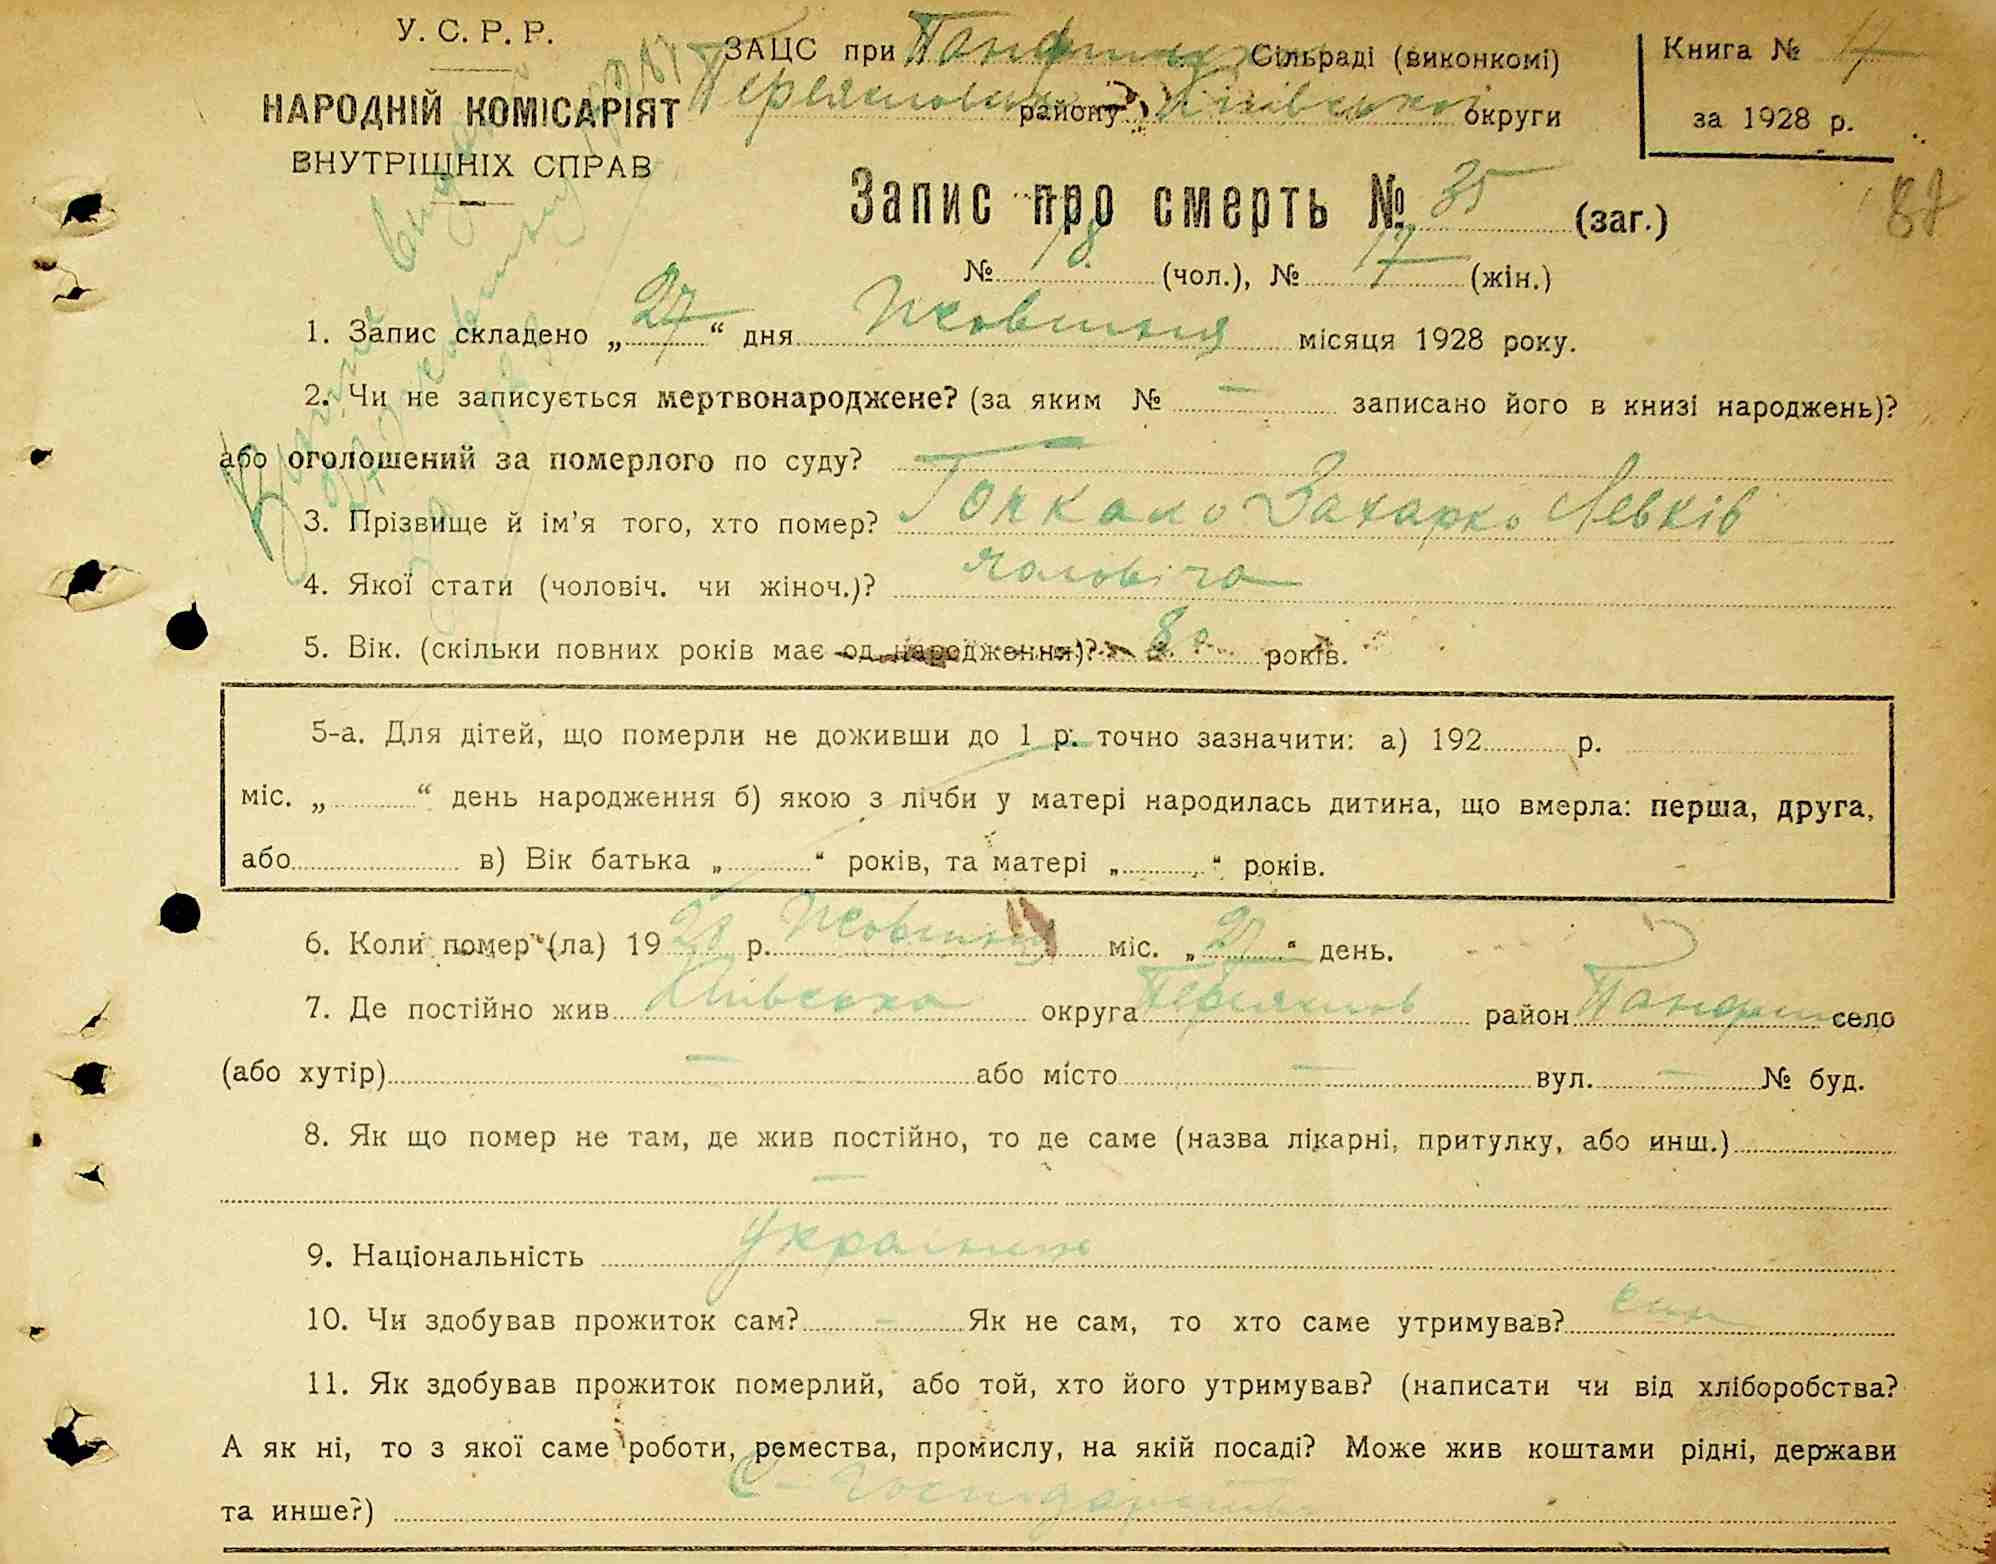 У. С. Р. Р.
НАРОДНІЙ КОМІСАРІЯТ
ВНУТРІШНІХ СПРАВ
ЗАЦС при Панфилах Сільраді (виконкомі)
району Київської округи
Книга № 17
за 1928 р.
87
Запис про смерть № 35 (заг.)
№ 18 (чол.), № 17 (жін.)
1. Запис складено „27“ дня Жовтня місяця 1928 року.
2. Чи не записується мертвонароджене? (за яким № — записано його в книзі народжень)?
або оголошений за померлого по суду? —
3. Прізвище й ім'я того, хто помер? Гочкало Захарко Левків
4. Якої стати (чоловіч. чи жіноч.)? чоловіча
5. Вік. (скільки повних років має од народження)? 80 років.
5-а. Для дітей, що померли не доживши до 1 р. точно зазначити: а) 192 р.
міс. „ “ день народження б) якою з лічби у матері народилась дитина, що вмерла: перша, друга,
або в) Вік батька „ “ років, та матері „ “ років.
6. Коли помер (ла) 1928 р. Жовтня міс. „27“ день.
7. Де постійно жив Київська округа Переяслов район Панфили село
(або хутір) — або місто — вул. — № буд.
8. Як що помер не там, де жив постійно, то де саме (назва лікарні, притулку, або инш.)
—
9. Національність українець
10. Чи здобував прожиток сам? — Як не сам, то хто саме утримував? син
11. Як здобував прожиток померлий, або той, хто його утримував? (написати чи від хліборобства?
А як ні, то з якої саме роботи, ремества, промислу, на якій посаді? Може жив коштами рідні, держави
та инше?) С-господарство